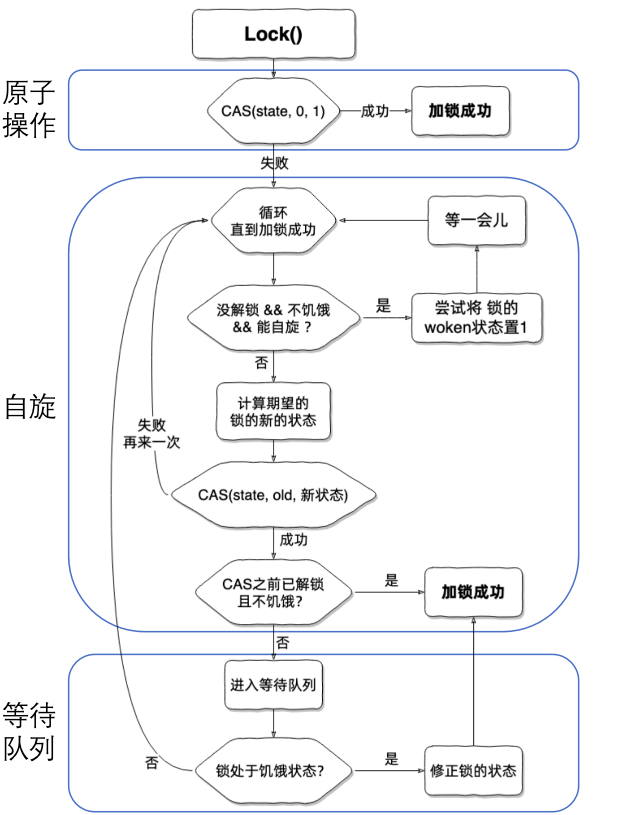 Lock()
原子
操作
CAS(state, 0, 1)
成功
加锁成功
失败
循环
直到加锁成功
等一会儿
没解锁 && 不饥饿
&& 能自旋 ？
是
尝试将 锁的
woken状态置1
否
计算期望的
锁的新的状态
自旋
失败
再来一次
CAS(state, old, 新状态)
成功
CAS之前已解锁
且不饥饿？
是
加锁成功
否
进入等待队列
等待
队列
锁处于饥饿状态？
是
修正锁的状态
否